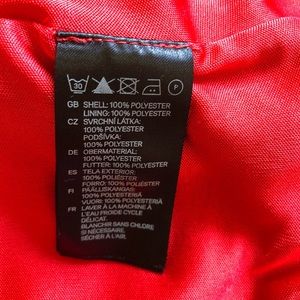 30 P
GB SHELL: 100% POLYESTER
LINING: 100% POLYESTER
CZ SVRCHNÍ LÁTKA:
100% POLYESTER
PODŠÍVKA:
100% POLYESTER
DE OBERMATERIAL:
100% POLYESTER
FUTTER: 100% POLYESTER
ES TELA EXTERIOR:
100% POLIÉSTER
FORRO: 100% POLIÉSTER
FI PÄÄLLISKANGAS:
100% POLYESTERIA
VUORI: 100% POLYESTERIA
FR LAVER À LA MACHINE À
L'EAU FROIDE CYCLE
DÉLICAT.
BLANCHIR SANS CHLORE
SI NÉCESSAIRE.
SÉCHER À L'AIR.